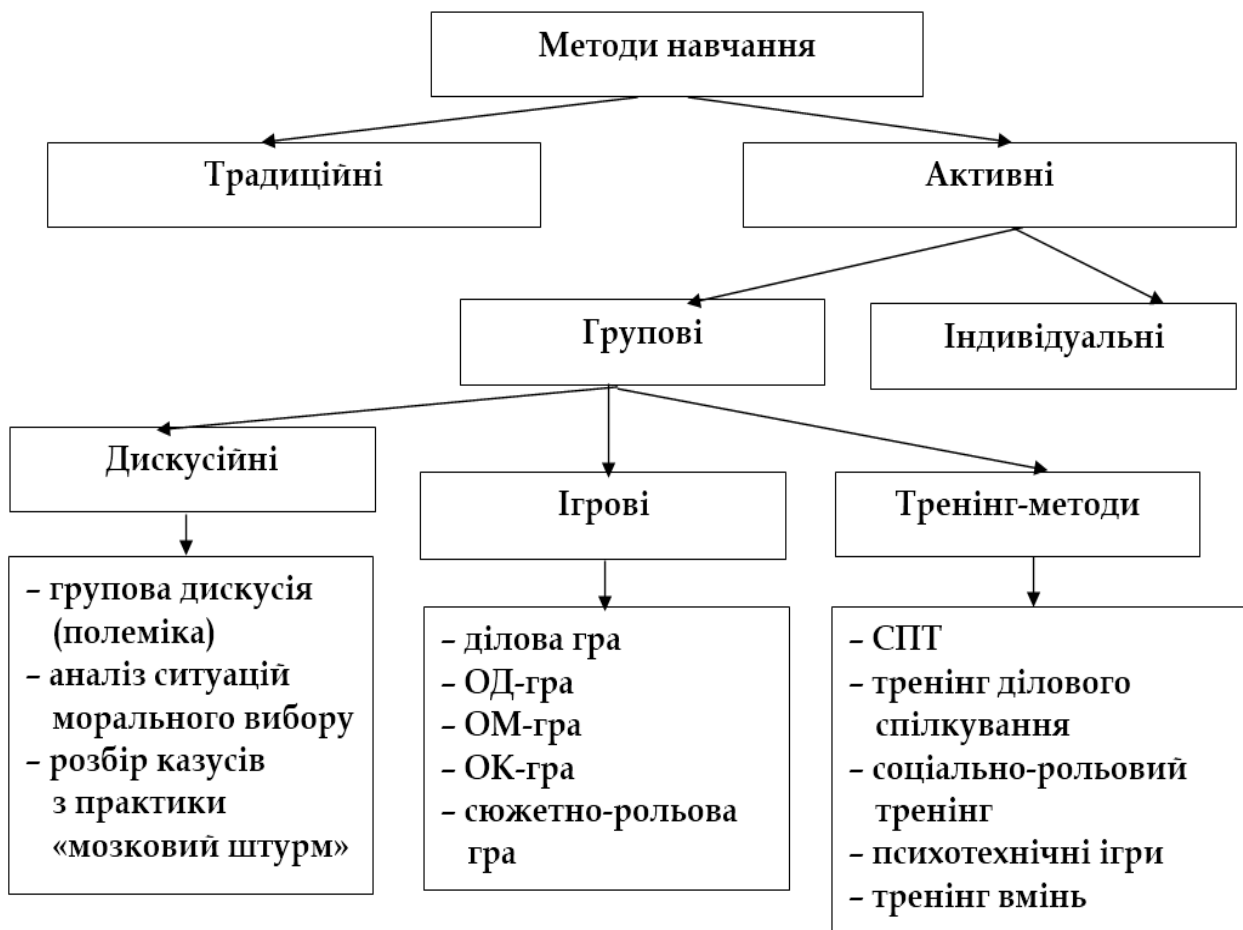 Методи навчання
Традиційні
Активні
Групові
Індивідуальні
Дискусійні
Ігрові
Тренінг-методи
– групова дискусія
(полеміка)
– аналіз ситуацій
морального вибору
– розбір казусів
з практики
«мозковий штурм»
– ділова гра
– ОД-гра
– ОМ-гра
– ОК-гра
– сюжетно-рольова
гра
– СПТ
– тренінг ділового
спілкування
– соціально-рольовий
тренінг
– психотехнічні ігри
– тренінг вмінь